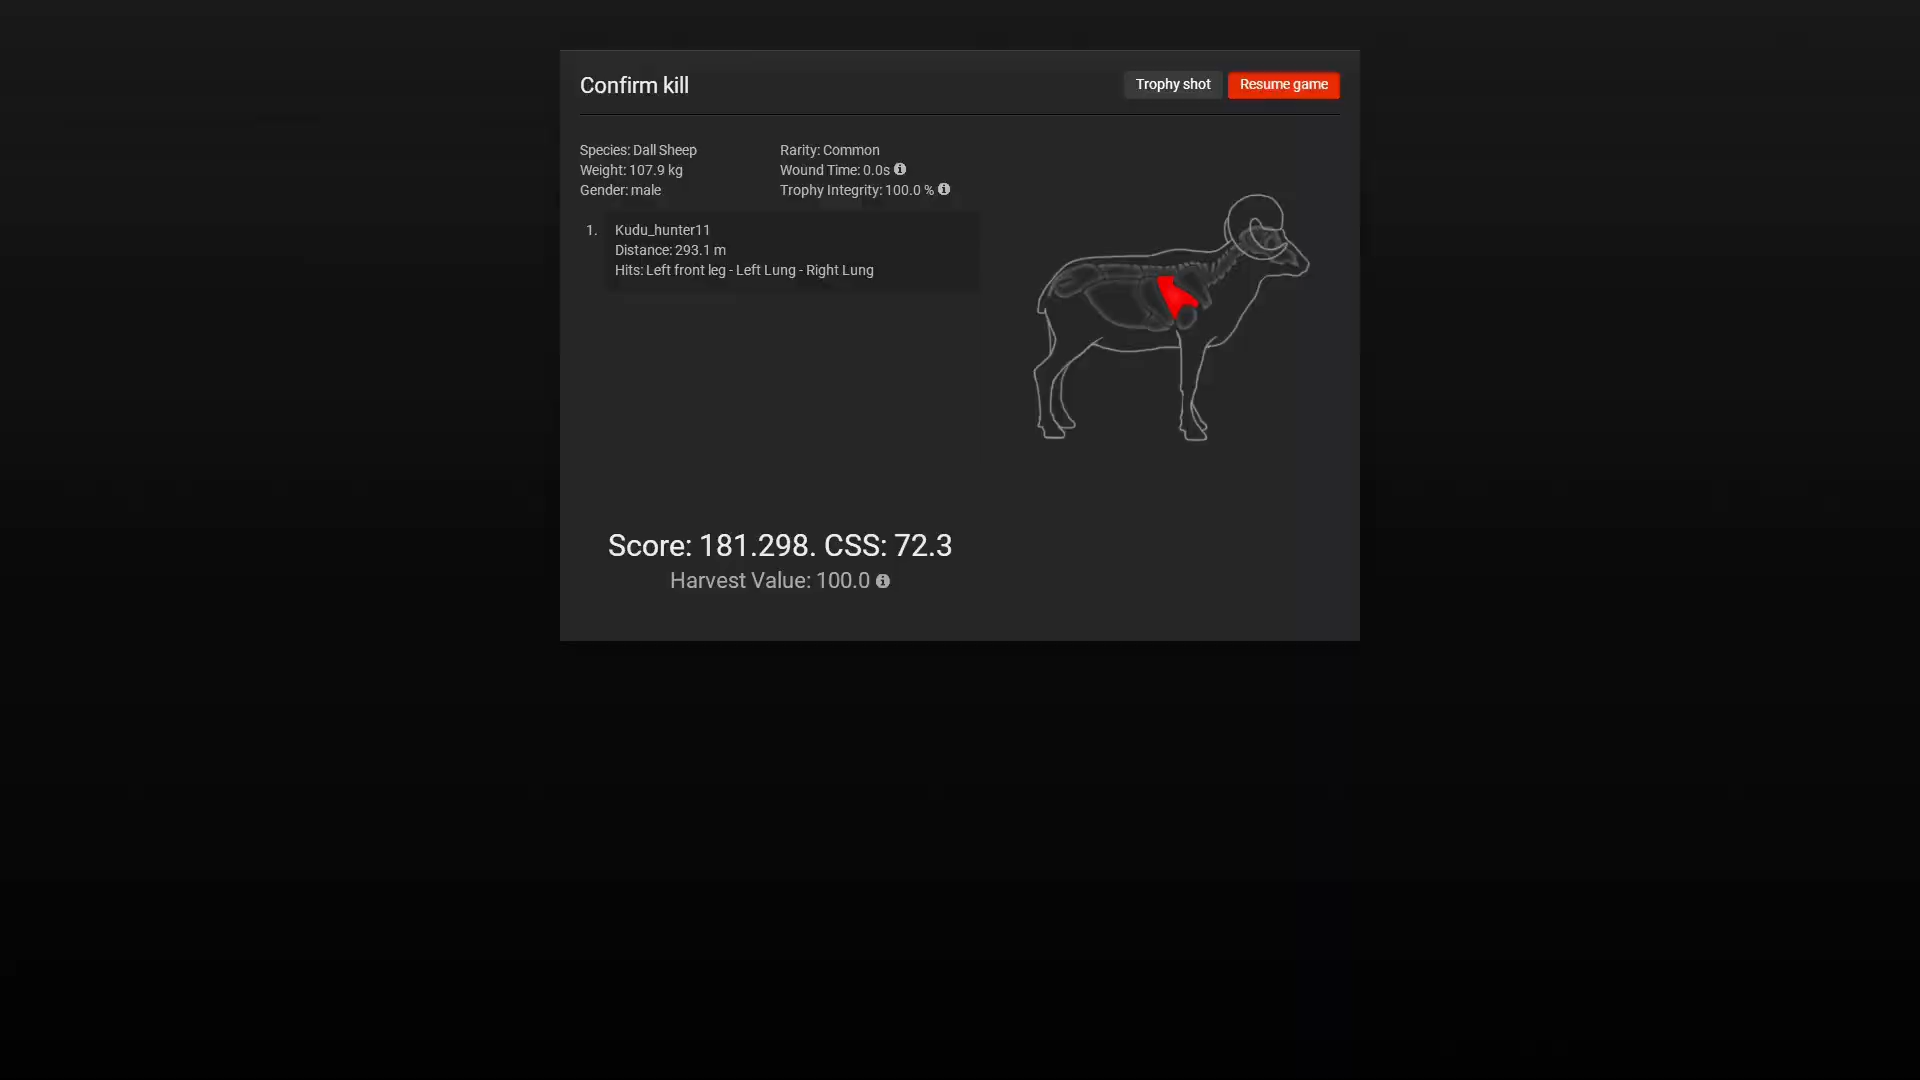 Confirm kill
Trophy shot
Resume game
Species: Dall Sheep
Weight: 107.9 kg
Gender: male
Rarity: Common
Wound Time: 0.0s
Trophy Integrity: 100.0 %
1. Kudu_hunter11
Distance: 293.1 m
Hits: Left front leg - Left Lung - Right Lung
Score: 181.298. CSS: 72.3
Harvest Value: 100.0